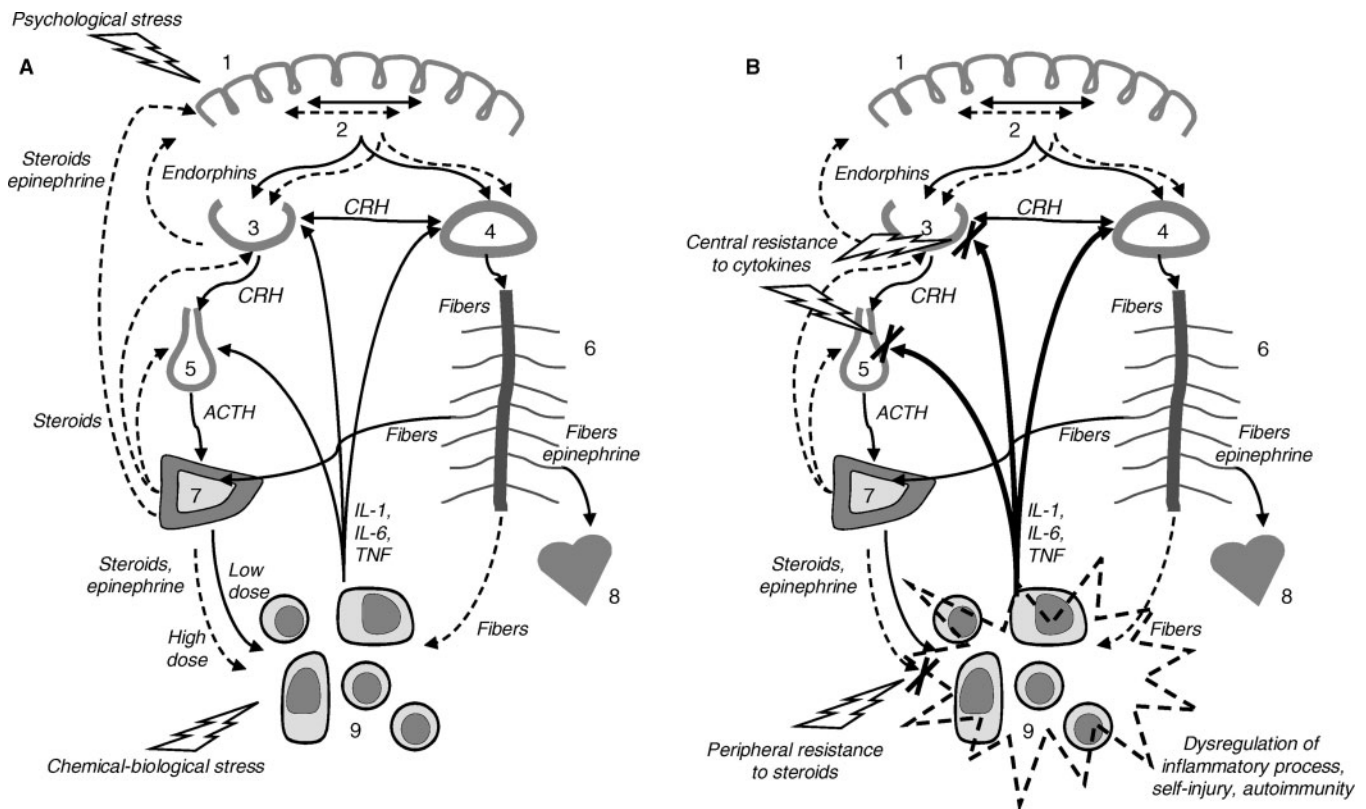 Psychological stress
A
1
2
Steroids
epinephrine
Endorphins
3
CRH
4
CRH
Fibers
5
6
ACTH
Steroids
Fibers
Fibers
epinephrine
7
IL-1,
IL-6,
TNF
Steroids,
epinephrine
Low
dose
8
High
dose
Fibers
9
Chemical-biological stress
B
1
2
Endorphins
3
CRH
4
Central resistance
to cytokines
CRH
Fibers
5
6
ACTH
Fibers
Fibers
epinephrine
7
IL-1,
IL-6,
TNF
Steroids,
epinephrine
8
Fibers
9
Peripheral resistance
to steroids
Dysregulation of
inflammatory process,
self-injury, autoimmunity